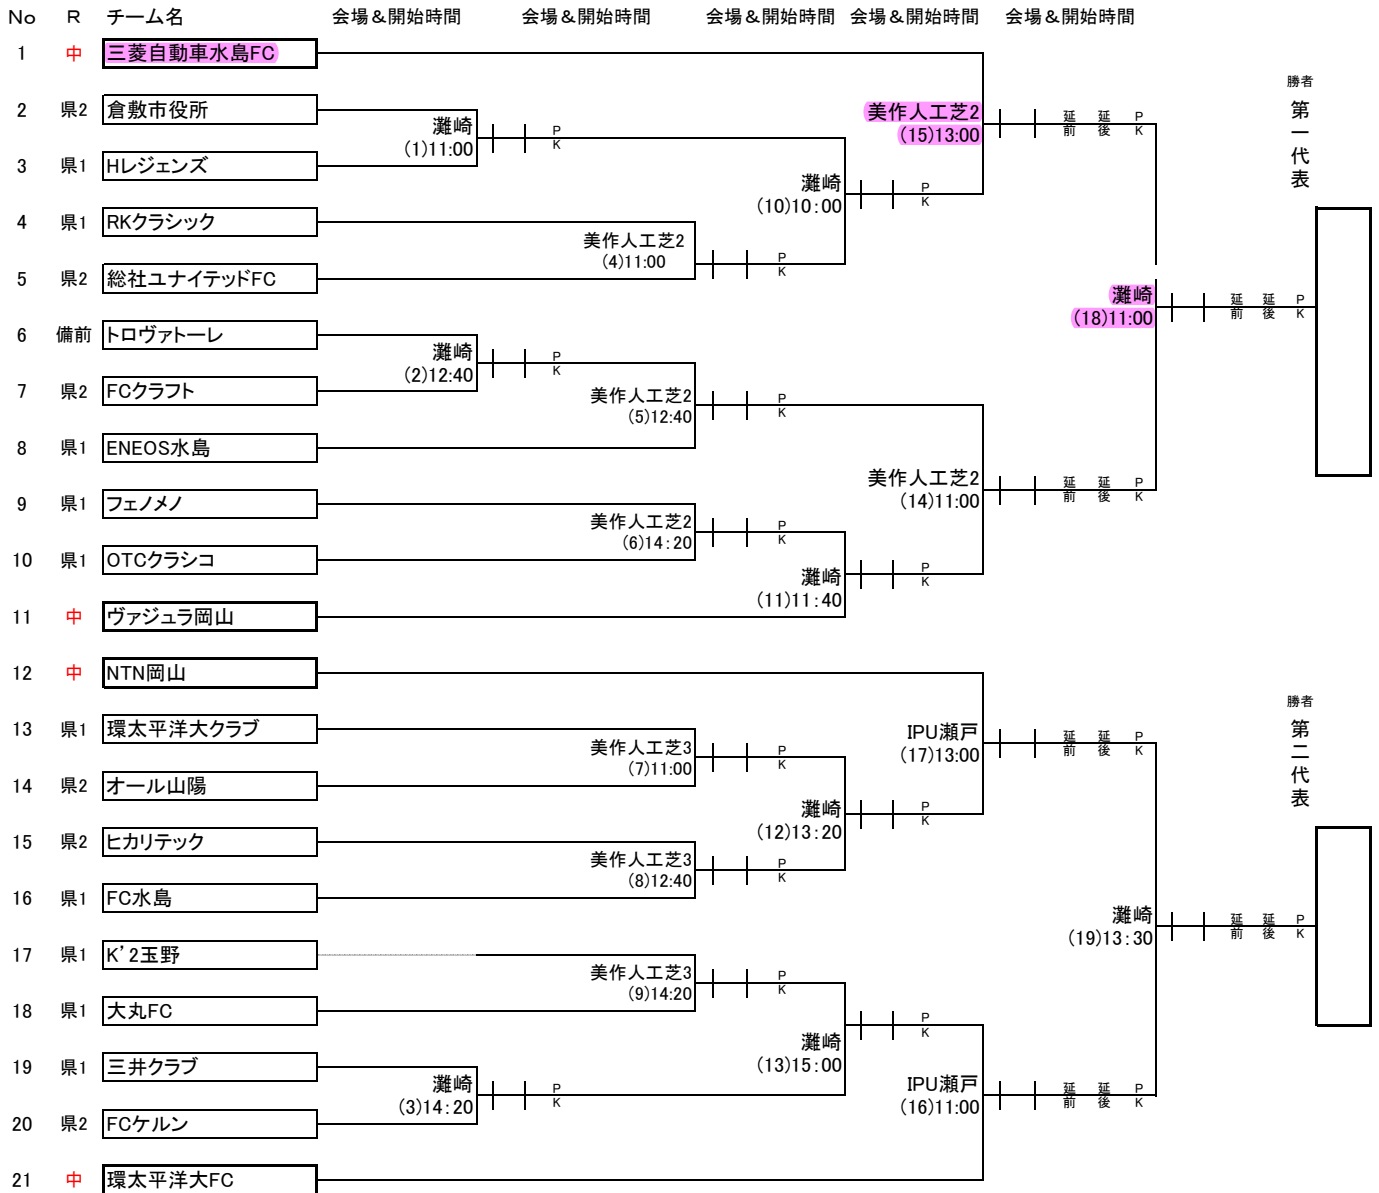 No R チーム名 会場＆開始時間 会場＆開始時間 会場＆開始時間 会場＆開始時間 会場＆開始時間
1 中 三菱自動車水島FC
勝者
第一代表
2 県2 倉敷市役所
灘崎
(1)11:00
P
K
美作人工芝2
(15)13:00
延前 延後 PK
3 県1 Hレジェンズ
灘崎
(10)10:00
P
K
4 県1 RKクラシック
美作人工芝2
(4)11:00
P
K
5 県2 総社ユナイテッドFC
灘崎
(18)11:00
延前 延後 PK
6 備前 トロヴァトーレ
灘崎
(2)12:40
P
K
7 県2 FCクラフト
美作人工芝2
(5)12:40
P
K
8 県1 ENEOS水島
美作人工芝2
(14)11:00
延前 延後 PK
9 県1 フェノメノ
美作人工芝2
(6)14:20
P
K
10 県1 OTCクラシコ
灘崎
(11)11:40
P
K
11 中 ヴァジュラ岡山
12 中 NTN岡山
勝者
第二代表
13 県1 環太平洋大クラブ
IPU瀬戸
(17)13:00
延前 延後 PK
美作人工芝3
(7)11:00
P
K
14 県2 オール山陽
灘崎
(12)13:20
P
K
15 県2 ヒカリテック
美作人工芝3
(8)12:40
P
K
16 県1 FC水島
灘崎
(19)13:30
延前 延後 PK
17 県1 K’2玉野
美作人工芝3
(9)14:20
P
K
18 県1 大丸FC
灘崎
(13)15:00
P
K
19 県1 三井クラブ
灘崎
(3)14:20
P
K
IPU瀬戸
(16)11:00
延前 延後 PK
20 県2 FCケルン
21 中 環太平洋大FC